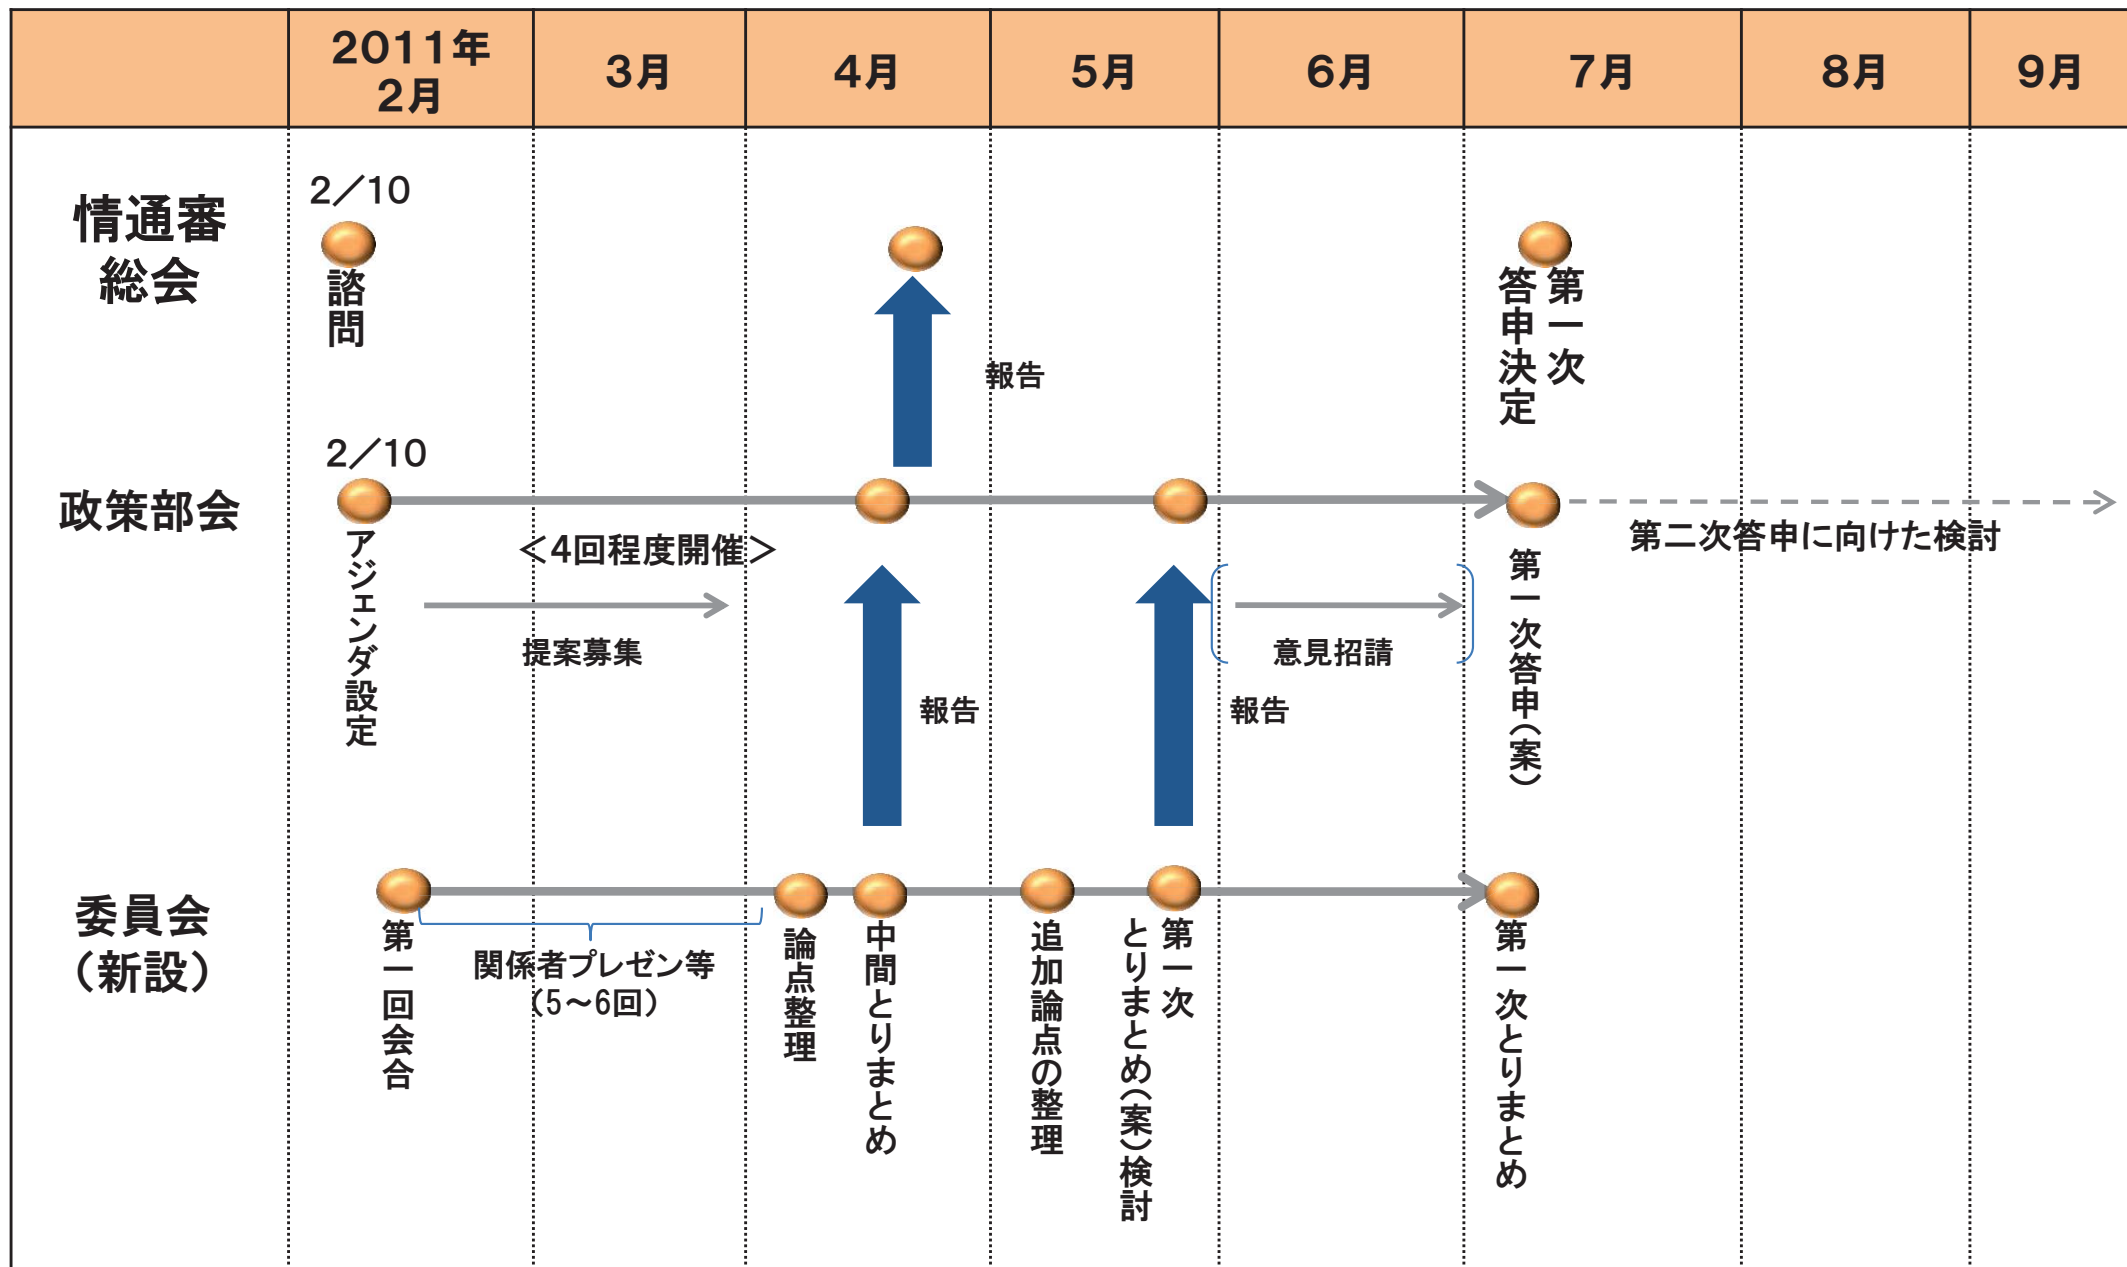 2011年
2月
3月
4月
5月
6月
7月
8月
9月
情通審
総会
2／10
諮問
報告
第一次
答申決定
政策部会
2／10
アジェンダ設定
＜4回程度開催＞
提案募集
報告
報告
意見招請
第一次答申（案）
第二次答申に向けた検討
委員会
（新設）
第一回会合
関係者プレゼン等
（5～6回）
論点整理
中間とりまとめ
追加論点の整理
第一次
とりまとめ（案）検討
第一次とりまとめ